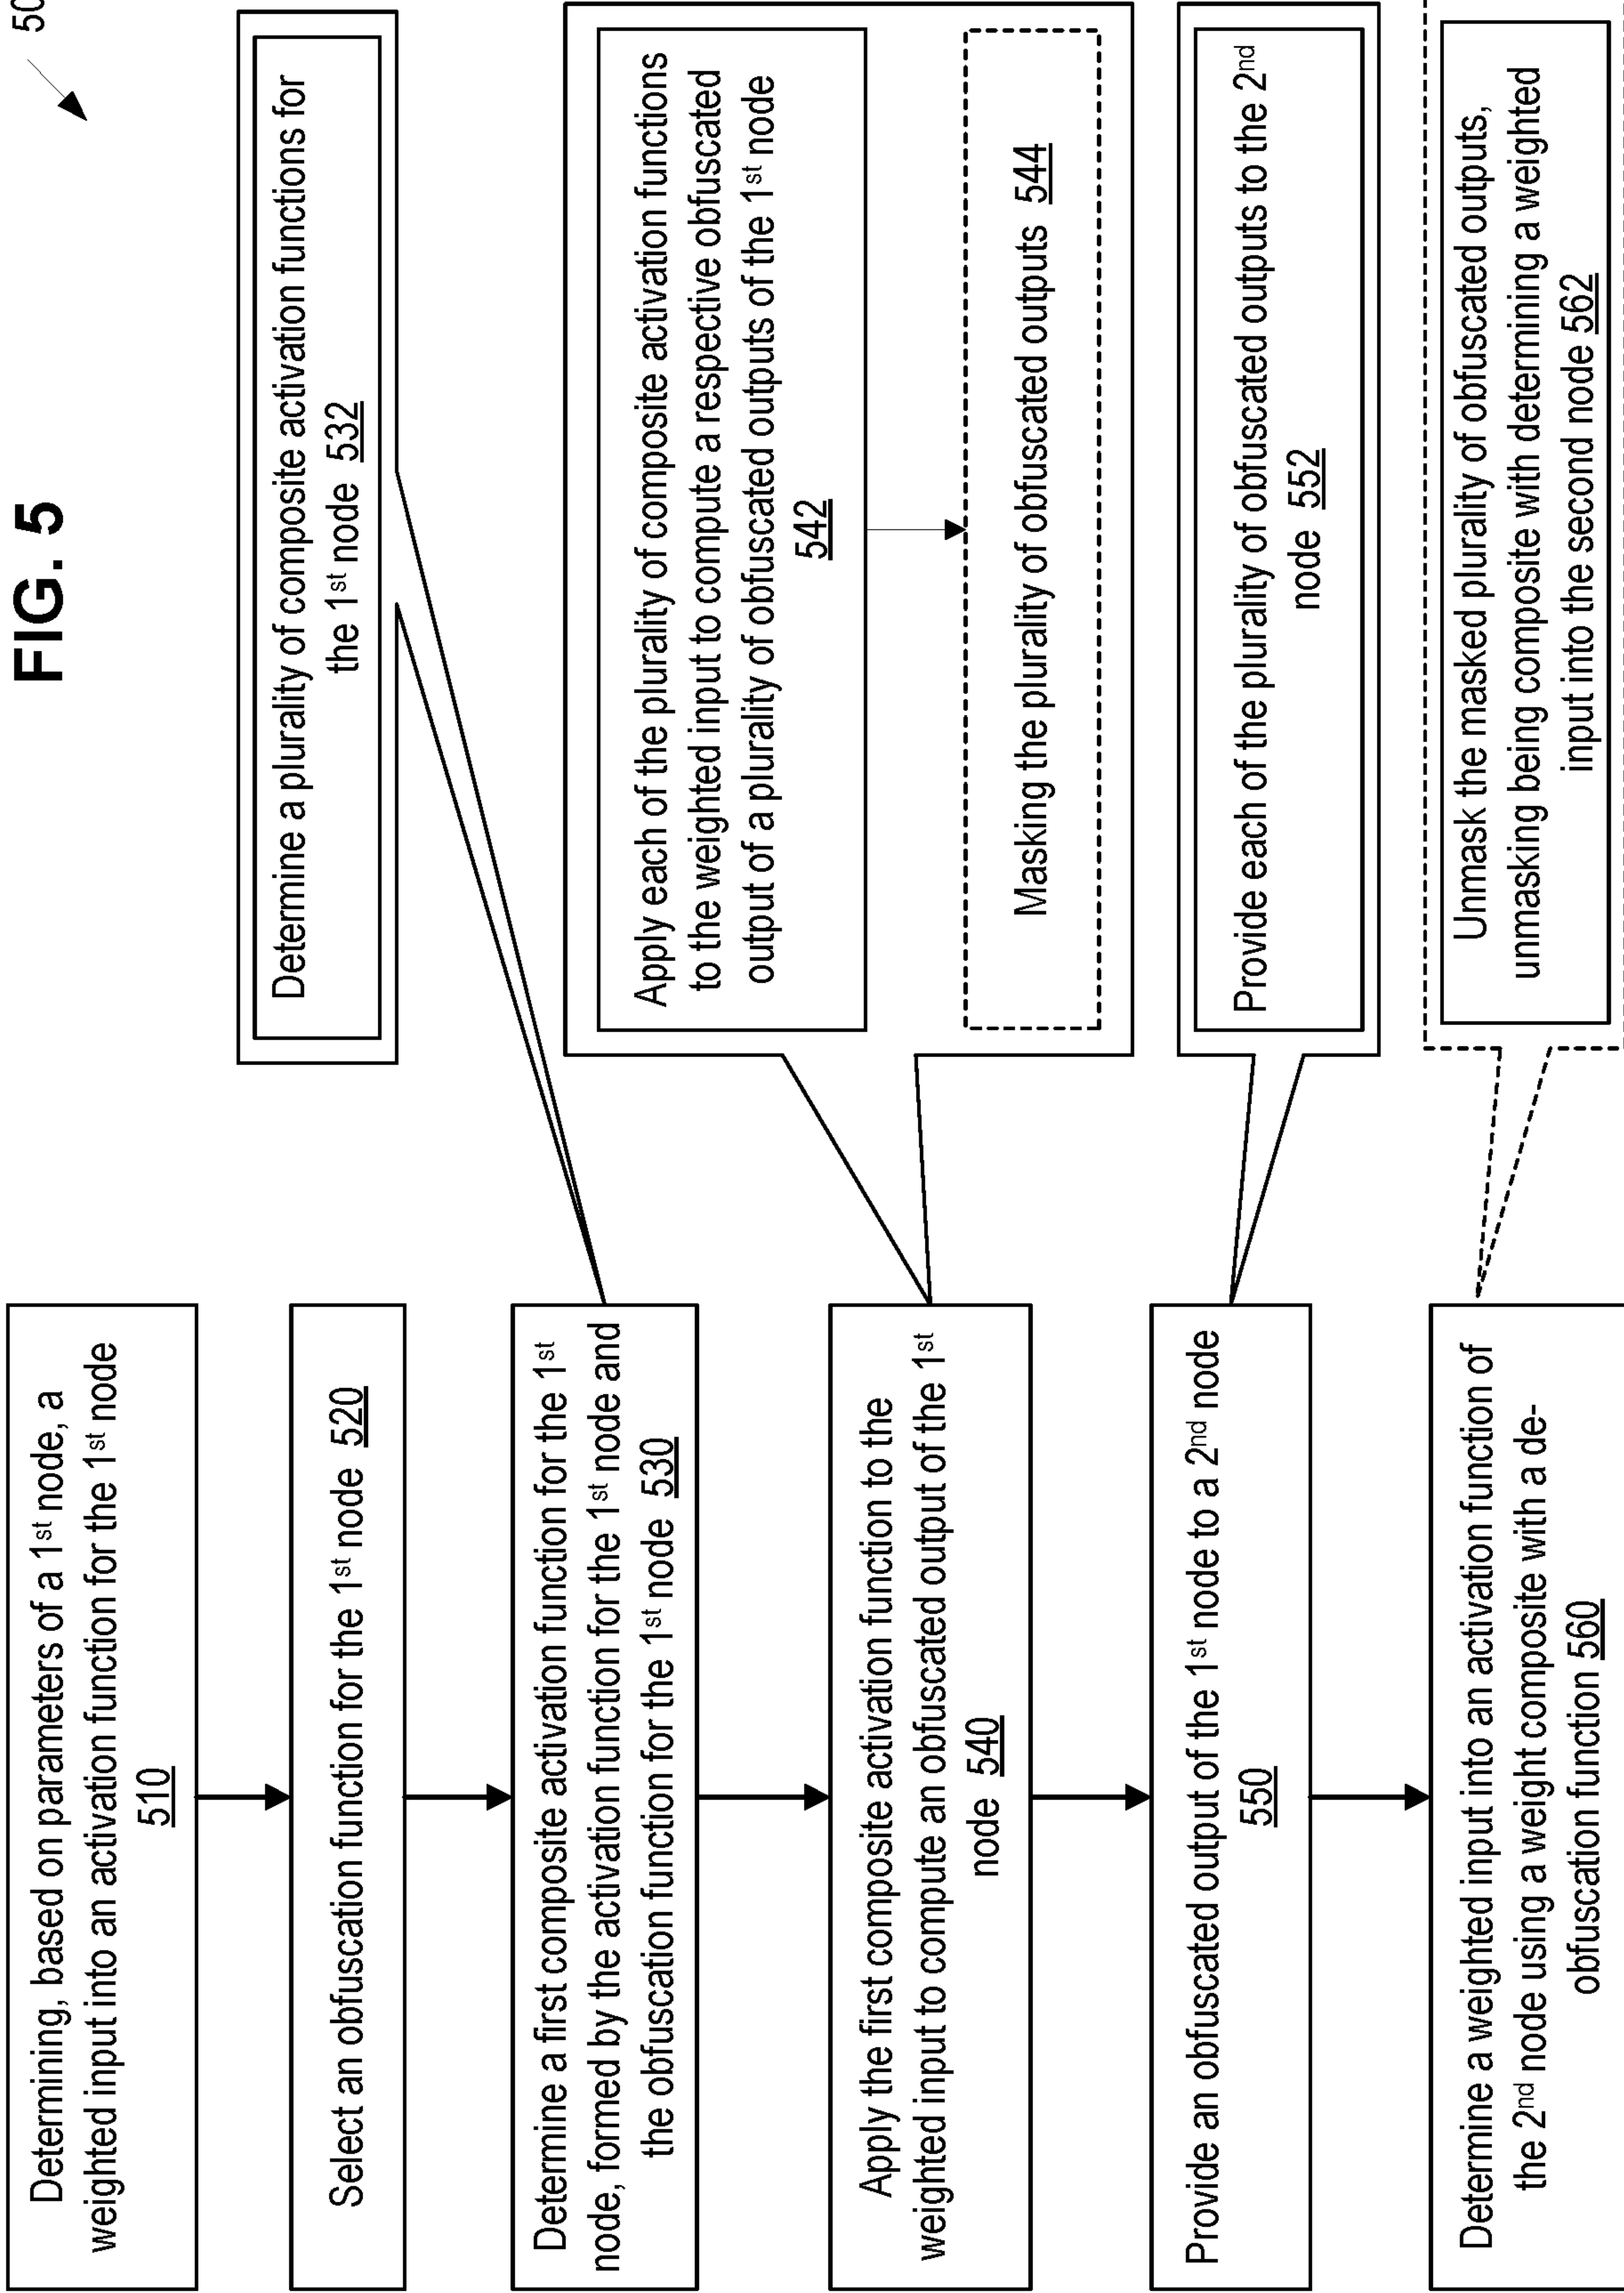 FIG. 5
50
Determining, based on parameters of a 1st node, a
weighted input into an activation function for the 1st node
510
Select an obfuscation function for the 1st node 520
Determine a first composite activation function for the 1st
node, formed by the activation function for the 1st node and
the obfuscation function for the 1st node 530
Determine a plurality of composite activation functions for
the 1st node 532
Apply the first composite activation function to the
weighted input to compute an obfuscated output of the 1st
node 540
Apply each of the plurality of composite activation functions
to the weighted input to compute a respective obfuscated
output of a plurality of obfuscated outputs of the 1st node
542
Masking the plurality of obfuscated outputs 544
Provide an obfuscated output of the 1st node to a 2nd node
550
Provide each of the plurality of obfuscated outputs to the 2nd
node 552
Determine a weighted input into an activation function of
the 2nd node using a weight composite with a de-
obfuscation function 560
Unmask the masked plurality of obfuscated outputs,
unmasking being composite with determining a weighted
input into the second node 562